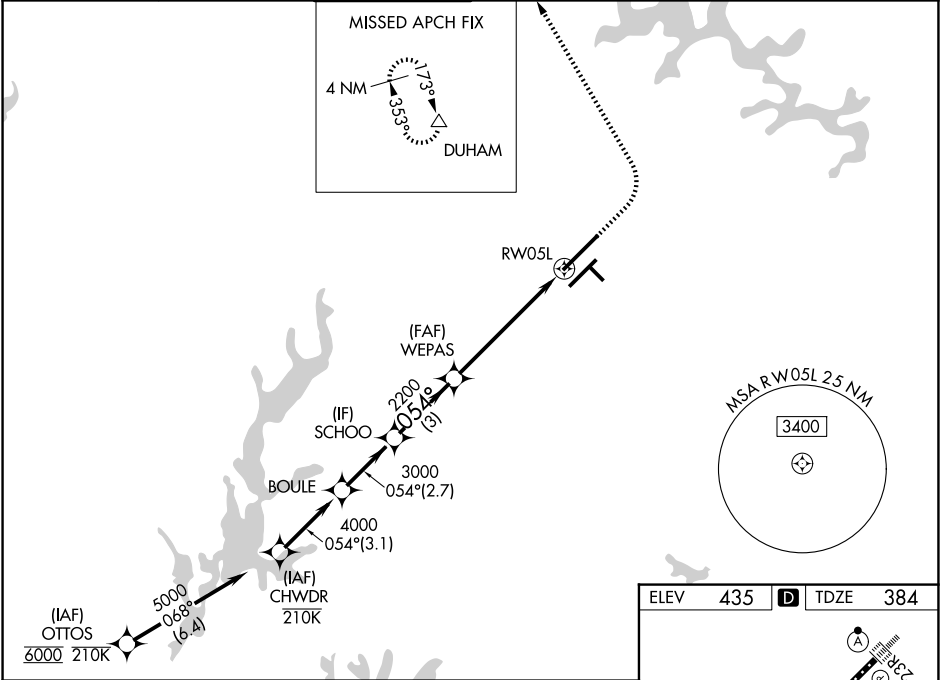 MISSED APCH FIX
4 NM
173°
353°
DUHAM
RW05L
(FAF)
WEPAS
2200
054°
(3)
(IF)
SCHOO
3000
054°(2.7)
BOULE
4000
054°(3.1)
(IAF)
CHWDR
210K
5000
068°
(6.4)
(IAF)
OTTOS
6000 210K
MSA RW05L 25 NM
3400
ELEV 435 D TDZE 384
A
23R